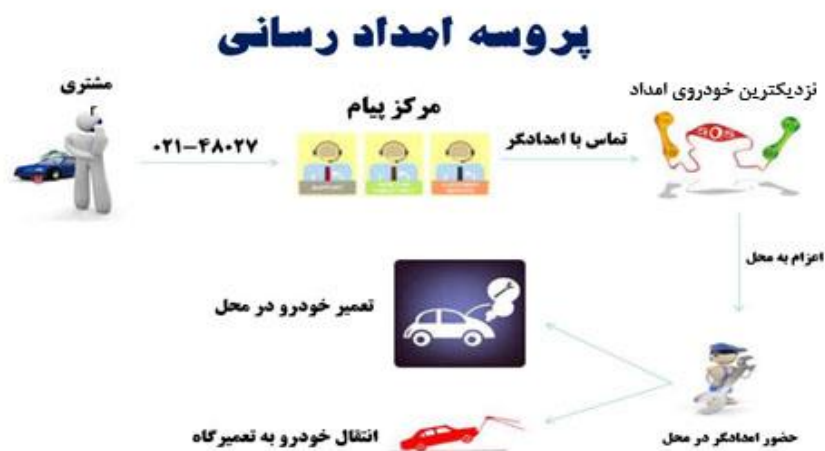 پروسه امداد رسانی
مشتری
۰۲۱-۴۸۰۲۷
مرکز پیام
تماس با امدادگر
نزدیکترین خودروی امداد
SOS
اعزام به محل
حضور امدادگر در محل
تعمیر خودرو در محل
انتقال خودرو به تعمیرگاه